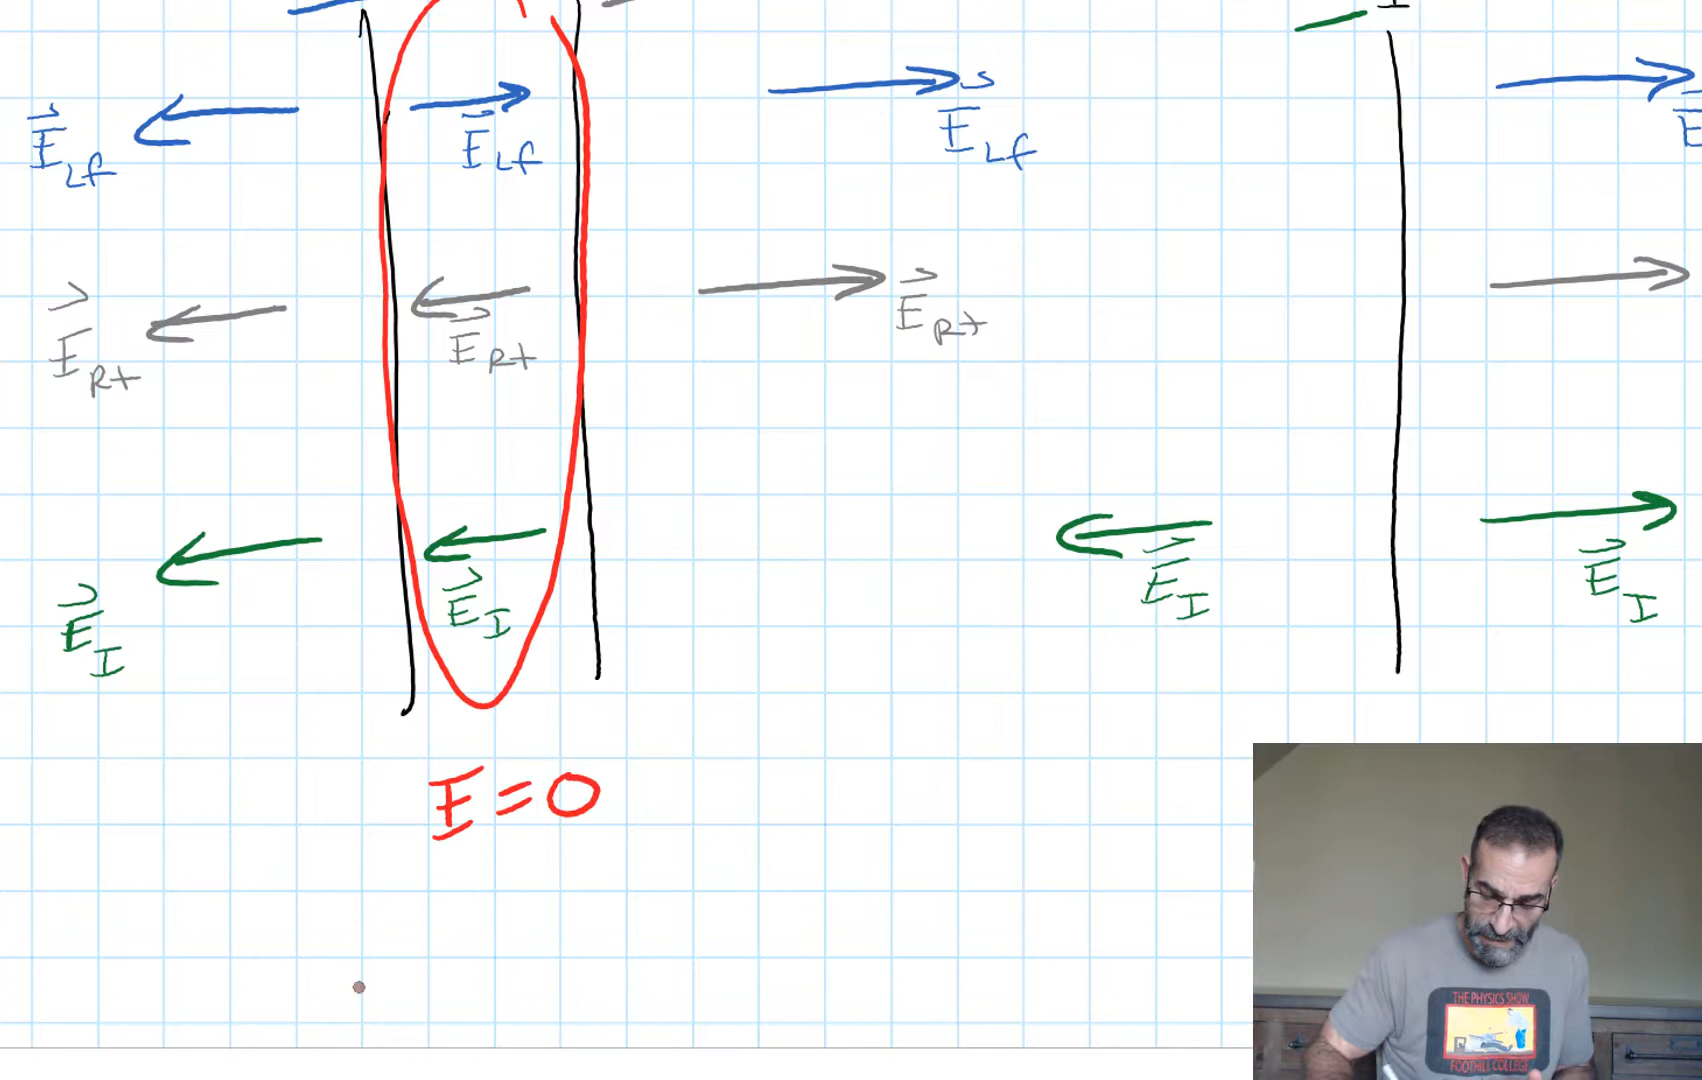 I
E⃗Lf
E⃗Lf
E⃗Lf
E
E⃗Rt
E⃗Rt
E⃗Rt
E⃗I
E⃗I
E⃗I
E⃗I
E=0
THE PHYSICS SHOW
FOOTHILL COLLEGE